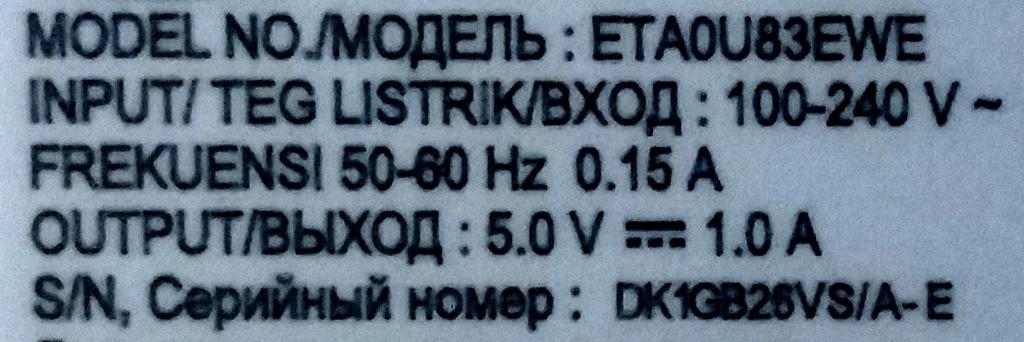 MODEL NO./МОДЕЛЬ : ETA0U83EWE
INPUT/ TEG LISTRIK/ВХОД : 100-240 V ~
FREKUENSI 50-60 Hz 0.15 A
OUTPUT/ВЫХОД : 5.0 V ⎓ 1.0 A
S/N, Серийный номер : DK1GB26VS/A- E